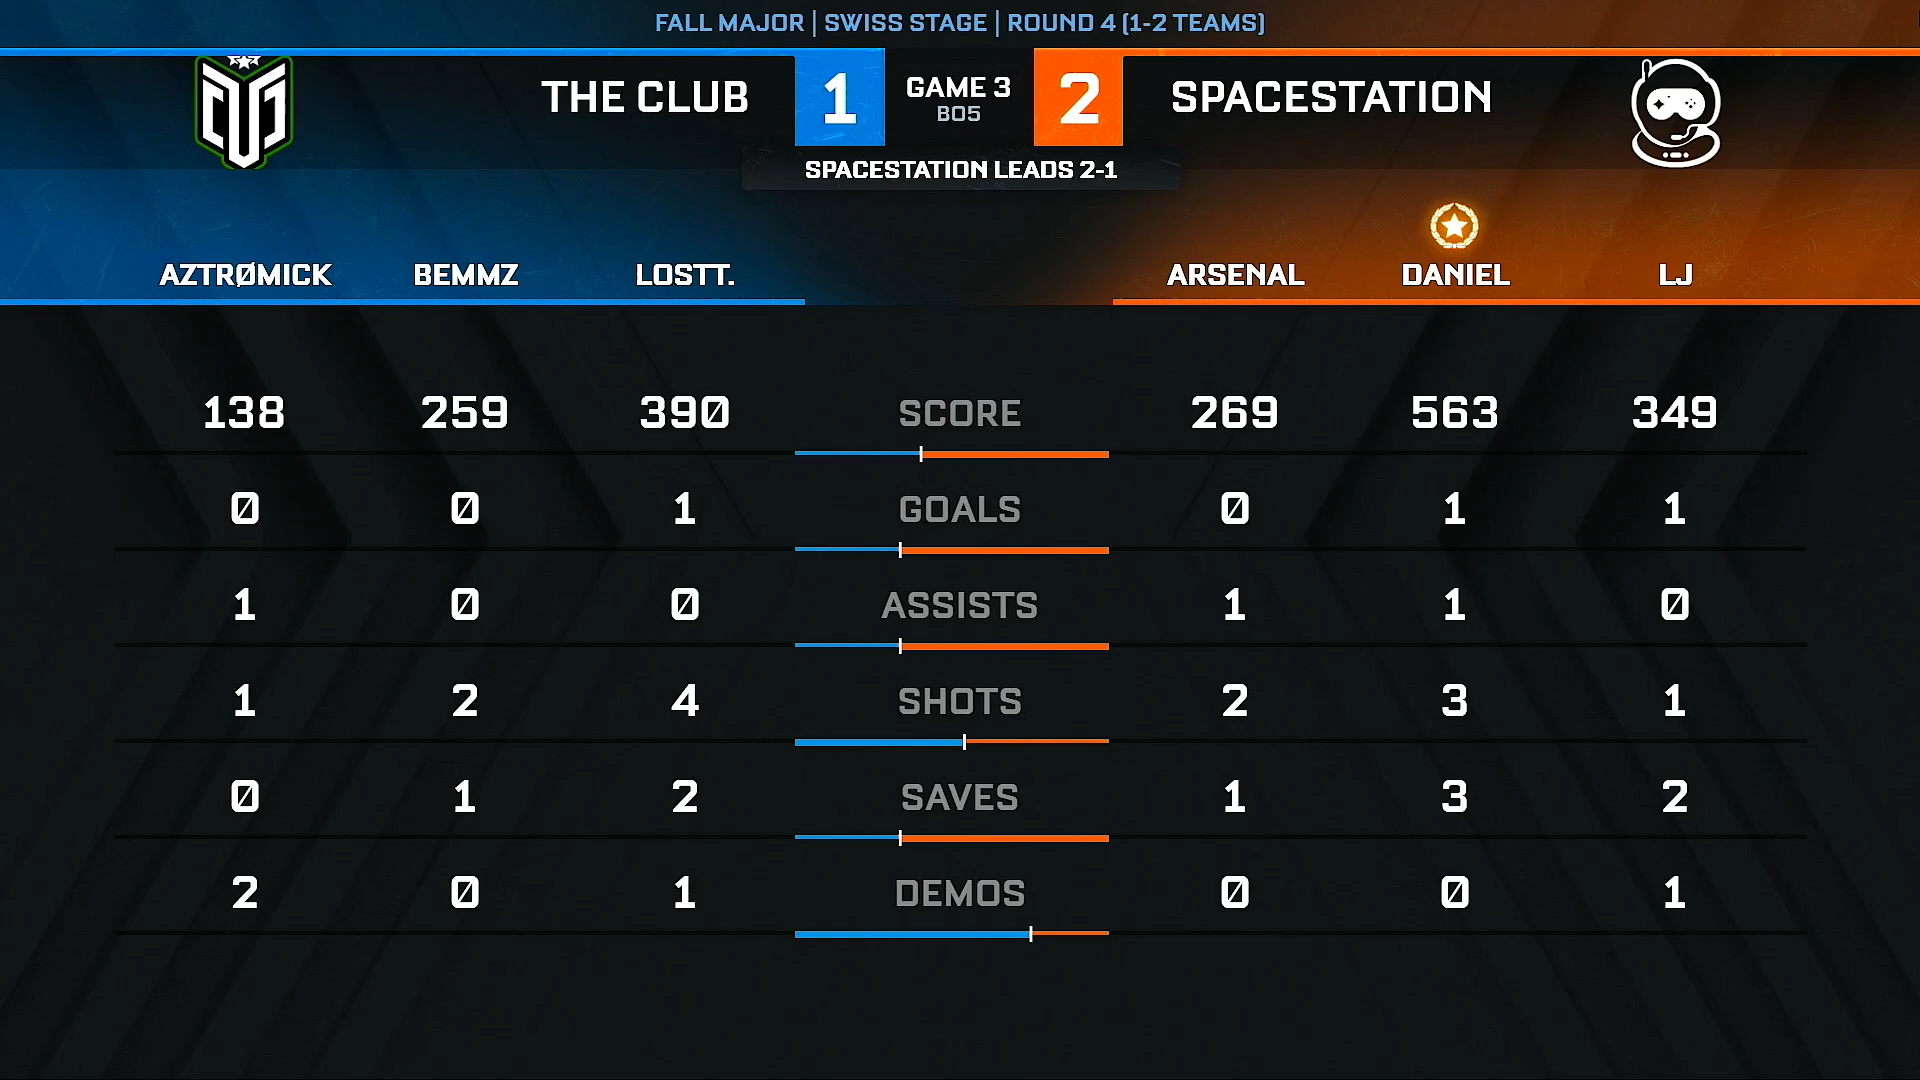 FALL MAJOR | SWISS STAGE | ROUND 4 (1-2 TEAMS)
THE CLUB 1 GAME 3 2 SPACESTATION
BO5
SPACESTATION LEADS 2-1
AZTRØMICK BEMMZ LOSTT. ARSENAL DANIEL LJ
138 259 390 SCORE 269 563 349
0 0 1 GOALS 0 1 1
1 0 0 ASSISTS 1 1 0
1 2 4 SHOTS 2 3 1
0 1 2 SAVES 1 3 2
2 0 1 DEMOS 0 0 1